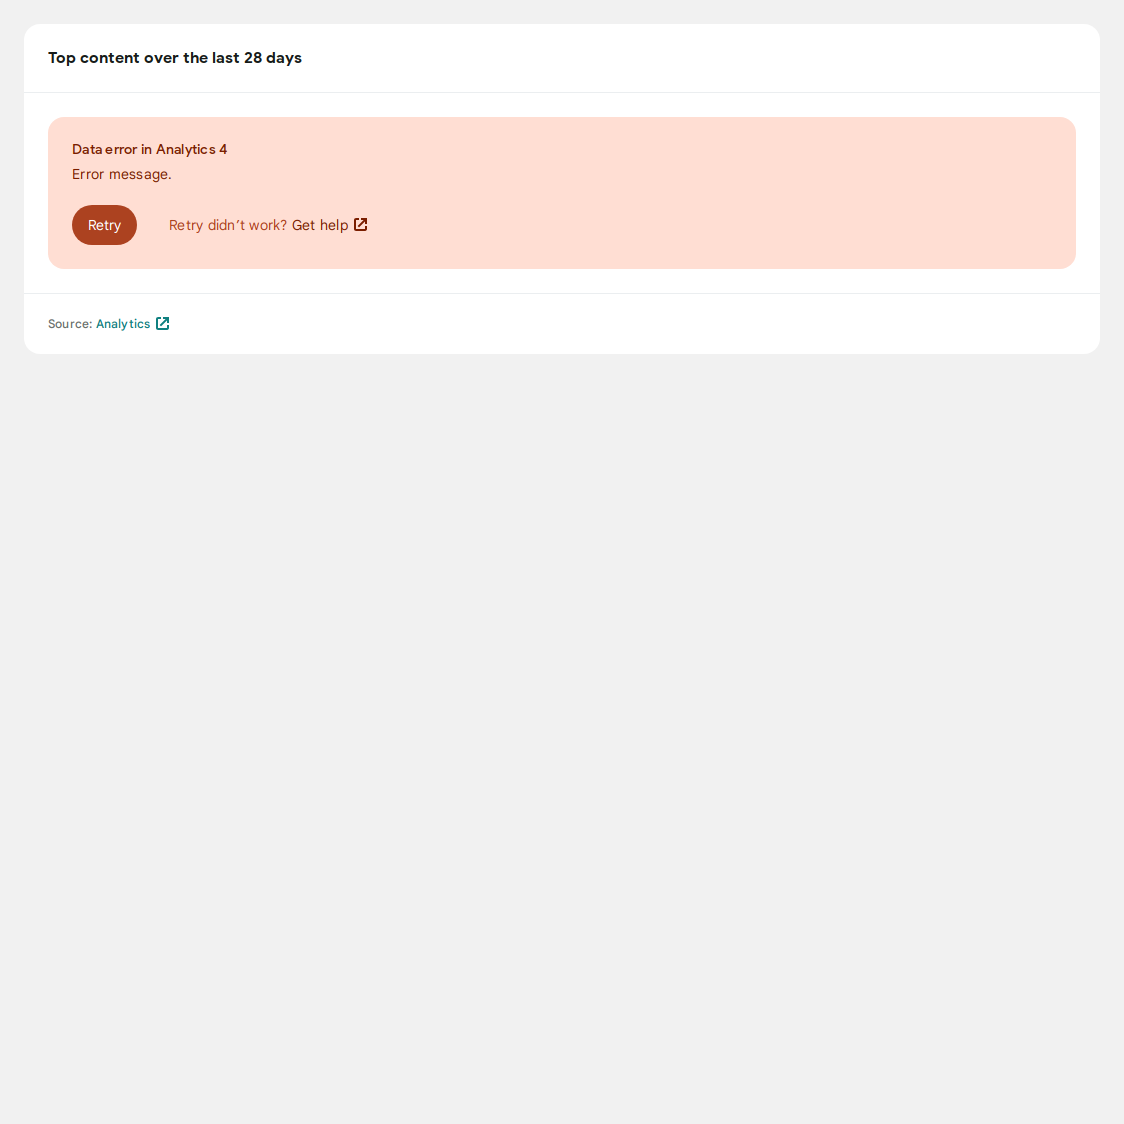 Top content over the last 28 days
Data error in Analytics 4
Error message.
Retry
Retry didn’t work? Get help
Source: Analytics